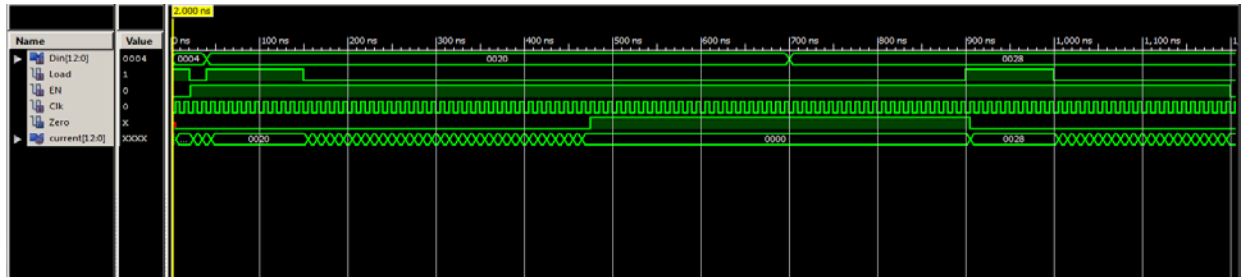 2.000 ns
Name Value 0 ns 100 ns 200 ns 300 ns 400 ns 500 ns 600 ns 700 ns 800 ns 900 ns 1,000 ns 1,100 ns
Din[12:0] 0004 0004 0020 0028
Load 1
EN 0
Clk 0
Zero X
current[12:0] XXXX ... 0020 0000 0028